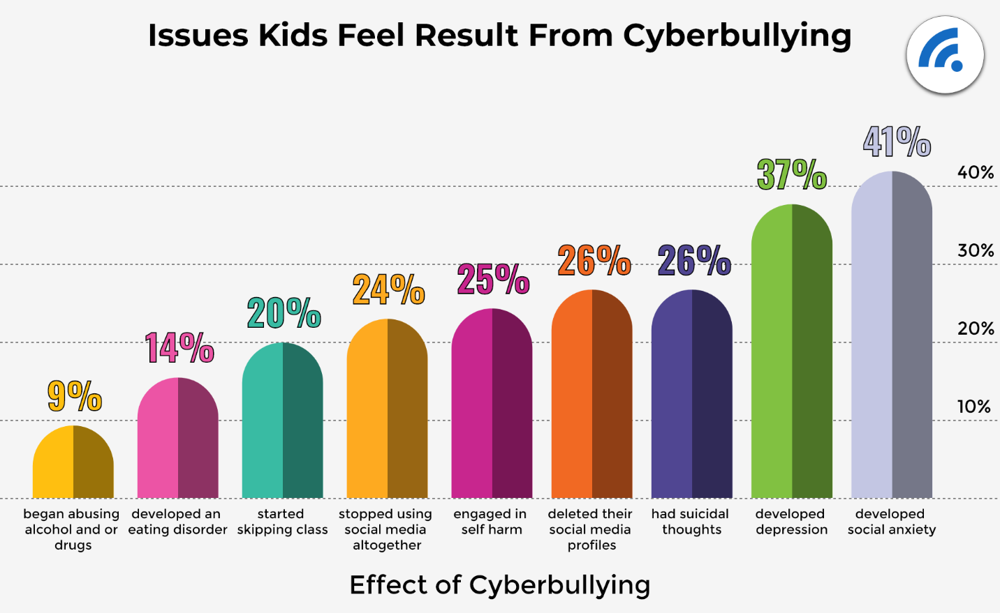 Issues Kids Feel Result From Cyberbullying
41%
37%
40%
26%
26%
30%
25%
24%
20%
20%
14%
9%
10%
began abusing
alcohol and or
drugs
developed an
eating disorder
started
skipping class
stopped using
social media
altogether
engaged in
self harm
deleted their
social media
profiles
had suicidal
thoughts
developed
depression
developed
social anxiety
Effect of Cyberbullying